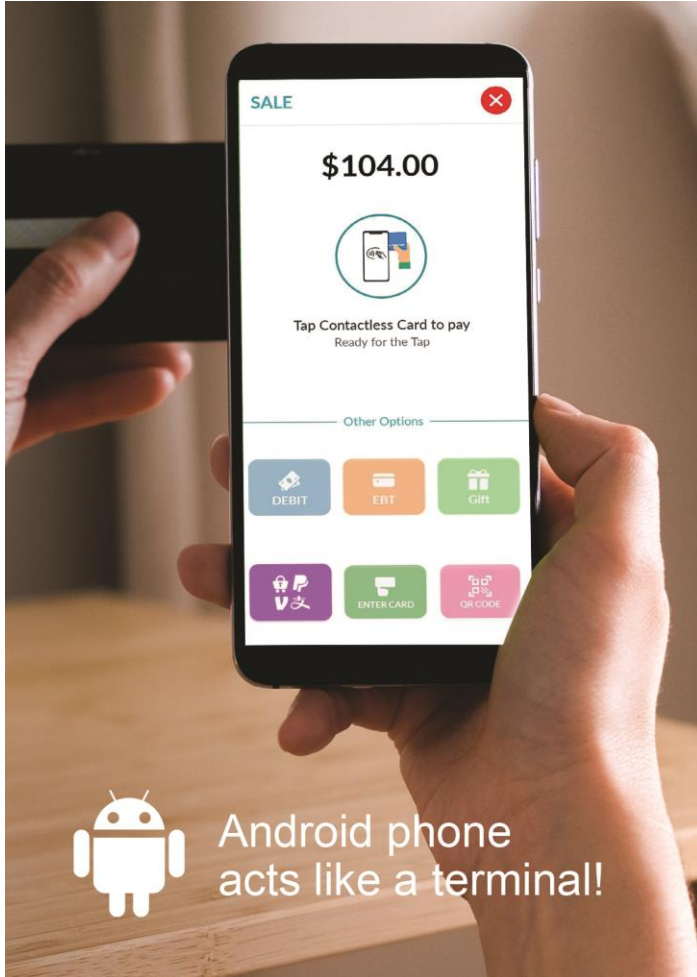 SALE
$104.00
Tap Contactless Card to pay
Ready for the Tap
Other Options
DEBIT
EBT
Gift
ENTER CARD
QR CODE
Android phone
acts like a terminal!